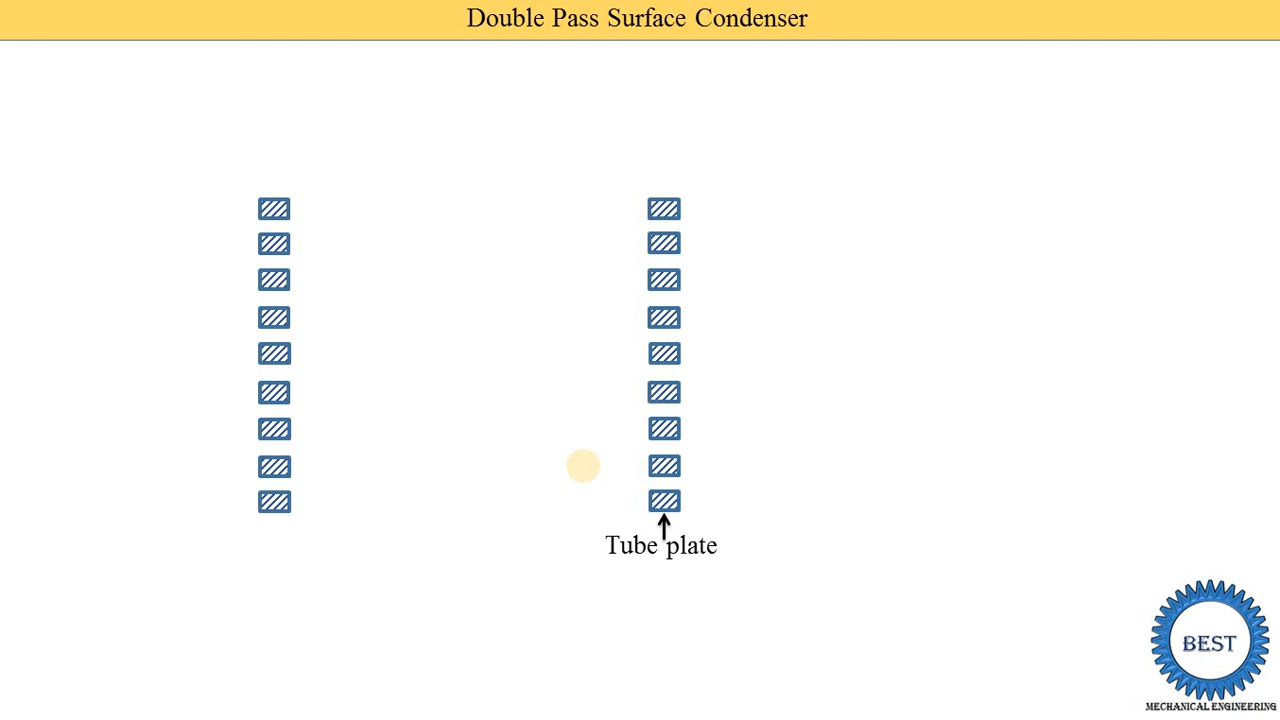 Double Pass Surface Condenser
Tube plate
BEST
MECHANICAL ENGINEERING